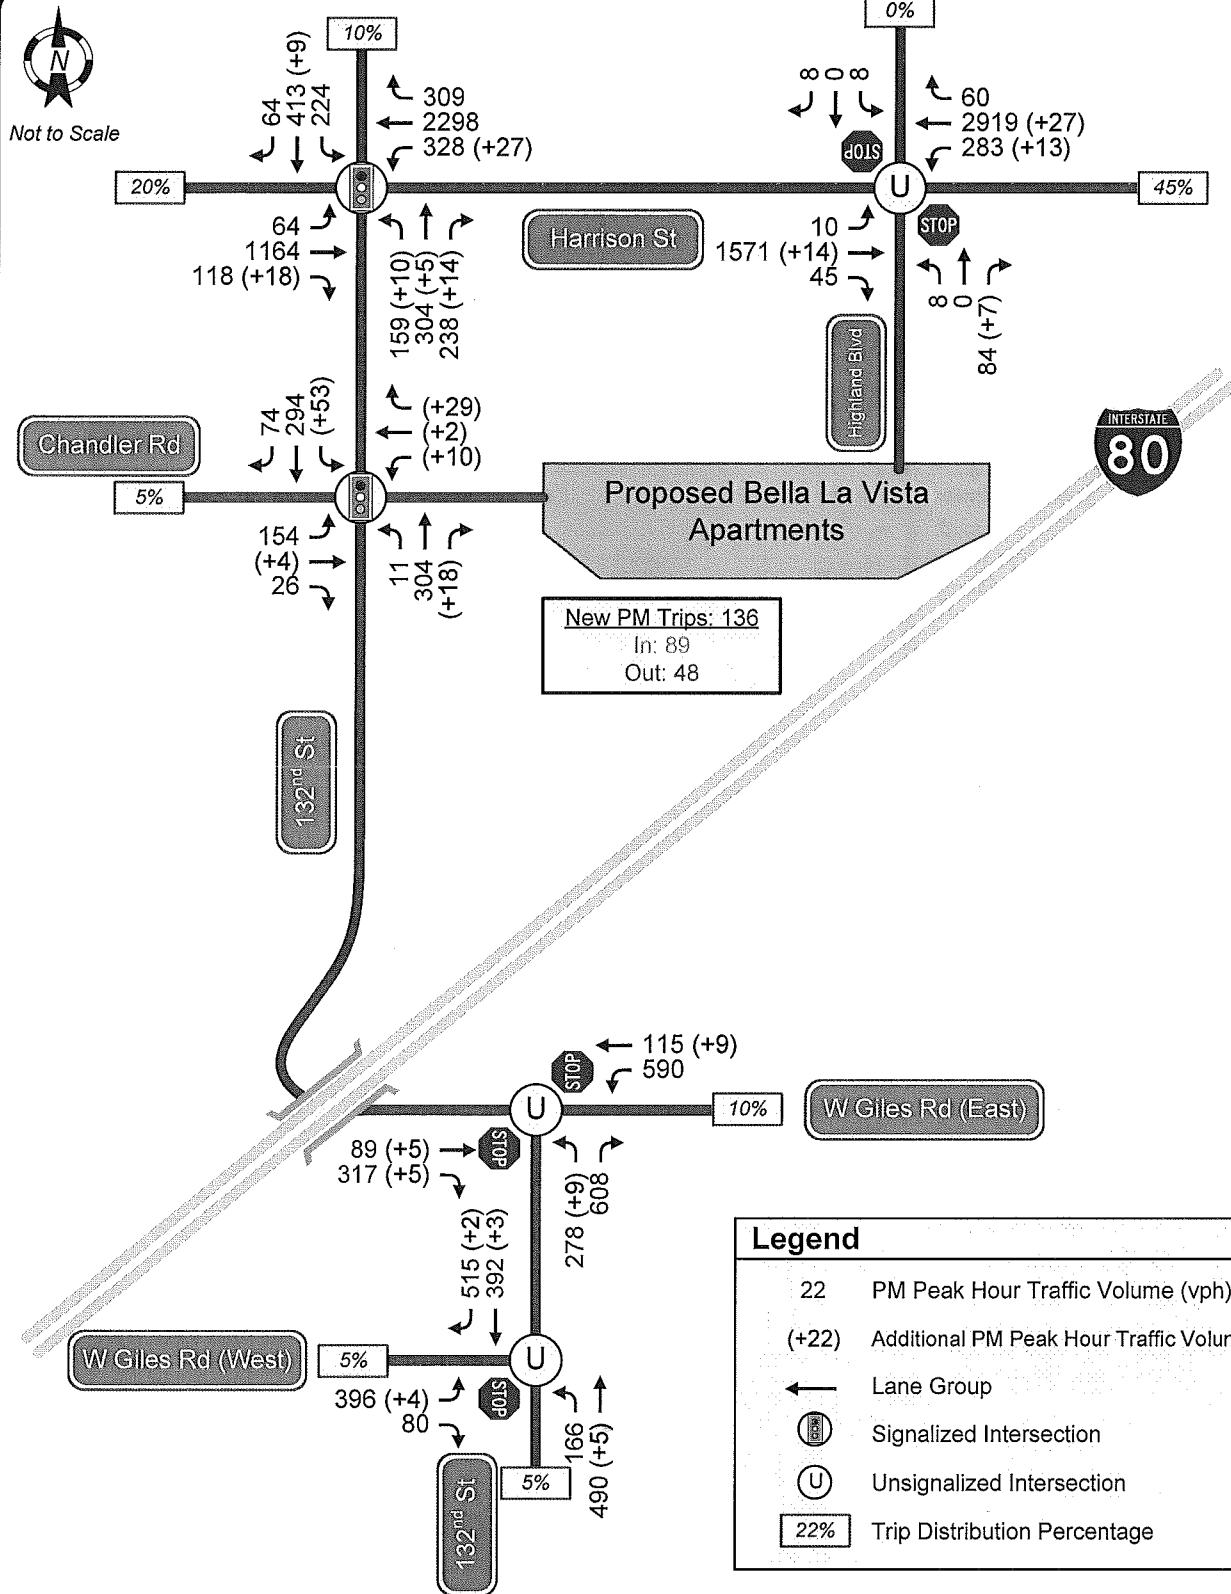 N
Not to Scale
10%
0%
64
413 (+9)
224
309
2298
328 (+27)
8
0
8
STOP
60
2919 (+27)
283 (+13)
20%
U
45%
64
1164
118 (+18)
159 (+10)
304 (+5)
238 (+14)
Harrison St
10
1571 (+14)
45
STOP
8
0
84 (+7)
Highland Blvd
Chandler Rd
74
294
(+53)
(+29)
(+2)
(+10)
INTERSTATE
80
5%
154
(+4)
26
11
304
(+18)
Proposed Bella La Vista
Apartments
New PM Trips: 136
In: 89
Out: 48
132nd St
STOP
115 (+9)
590
U
10%
W Giles Rd (East)
89 (+5)
317 (+5)
STOP
278 (+9)
608
515 (+2)
392 (+3)
W Giles Rd (West)
5%
U
396 (+4)
80
STOP
166
490 (+5)
5%
132nd St
Legend
22 PM Peak Hour Traffic Volume (vph)
(+22) Additional PM Peak Hour Traffic Volu
Lane Group
Signalized Intersection
U Unsignalized Intersection
22% Trip Distribution Percentage